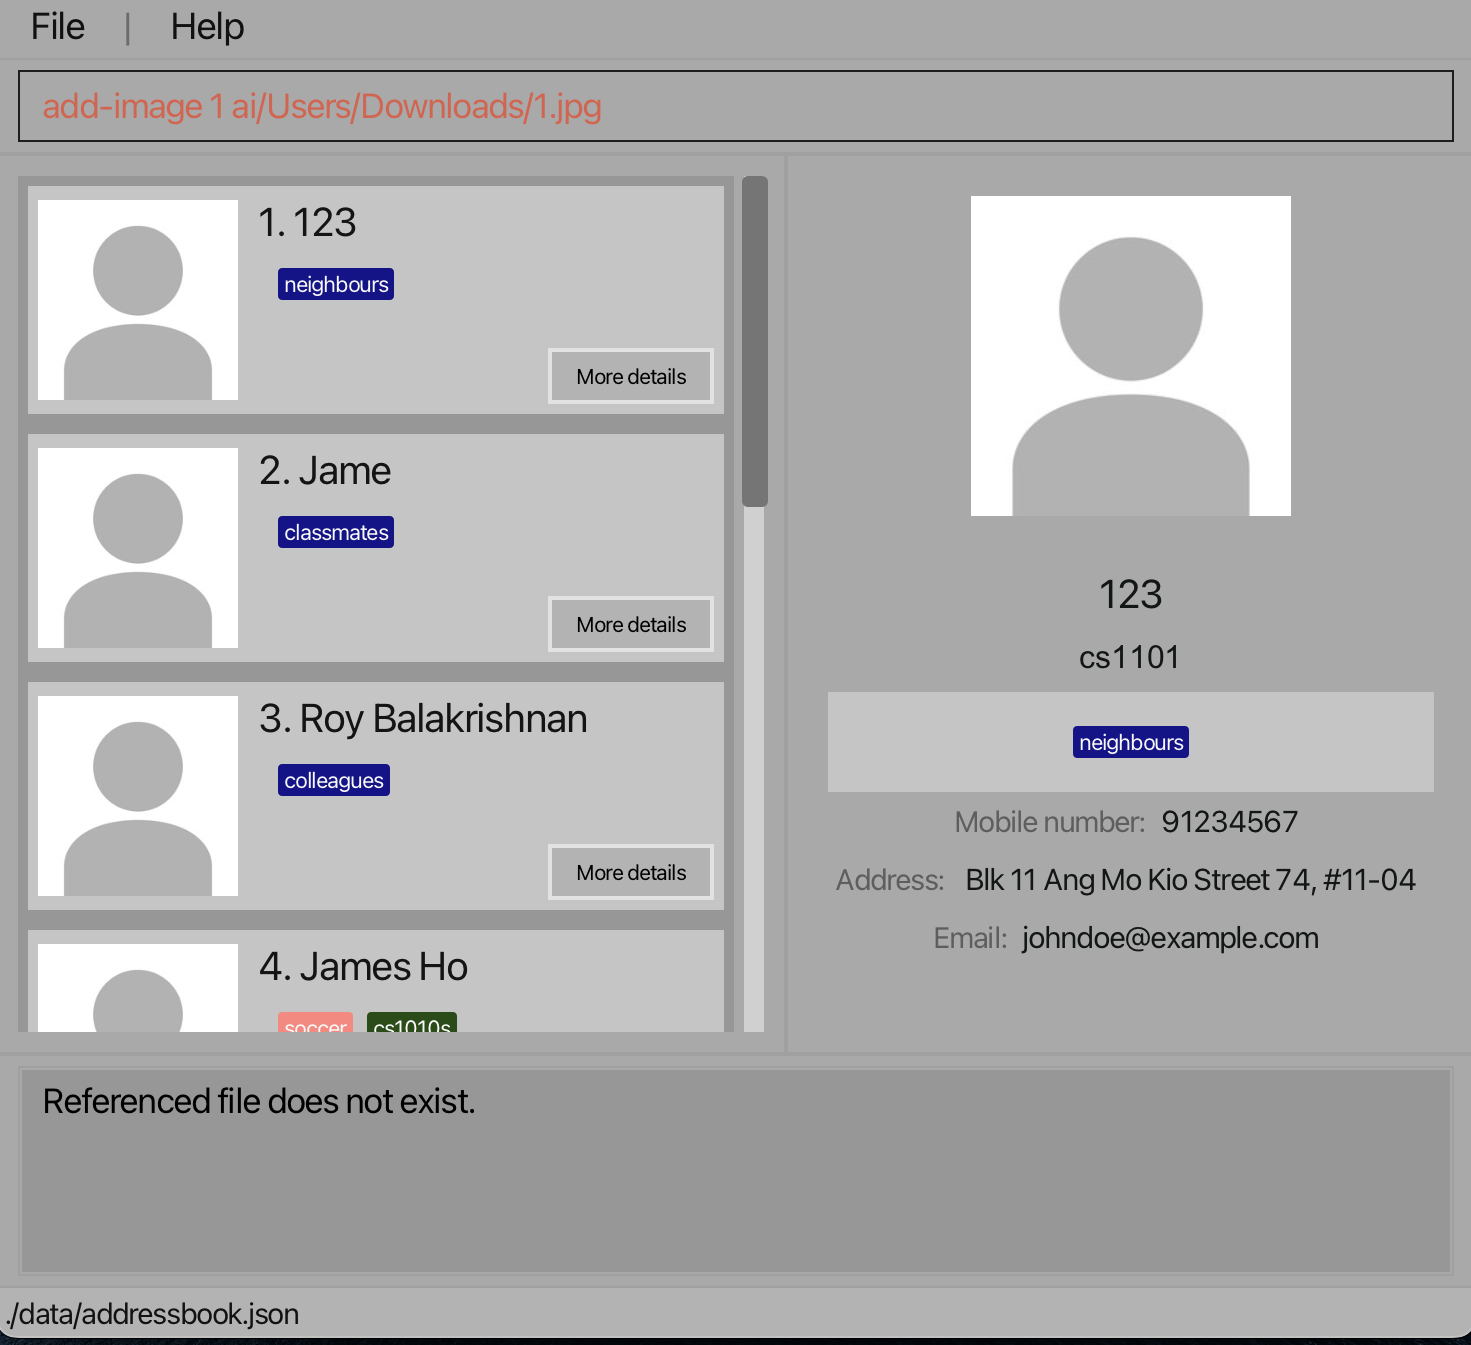 File | Help
add-image 1 ai/Users/Downloads/1.jpg
1. 123
neighbours
More details
2. Jame
classmates
More details
3. Roy Balakrishnan
colleagues
More details
4. James Ho
soccer cs1010s
123
cs1101
neighbours
Mobile number: 91234567
Address: Blk 11 Ang Mo Kio Street 74, #11-04
Email: johndoe@example.com
Referenced file does not exist.
./data/addressbook.json